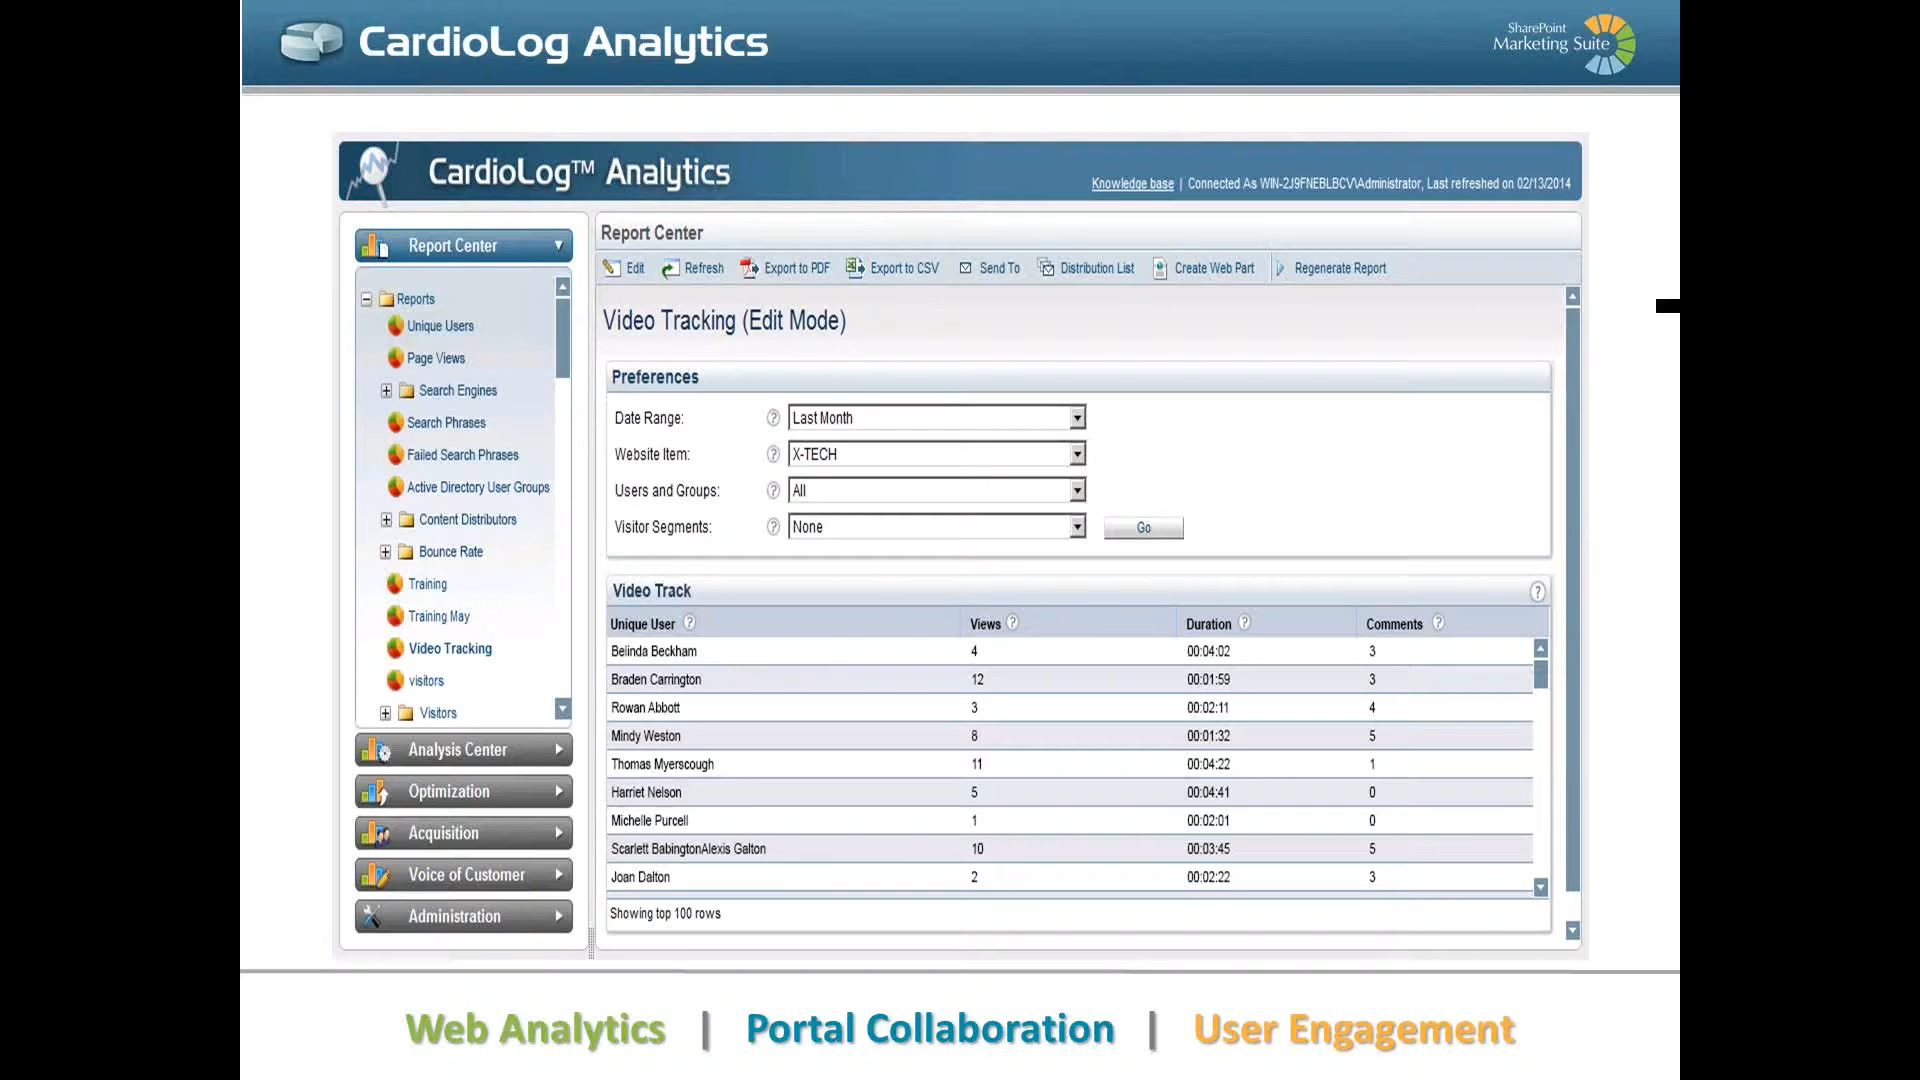 CardioLog Analytics
SharePoint
Marketing Suite
CardioLog™ Analytics
Knowledge base | Connected As WIN-2J9FNEBLBCV\Administrator, Last refreshed on 02/13/2014
Report Center
Reports
Unique Users
Page Views
Search Engines
Search Phrases
Failed Search Phrases
Active Directory User Groups
Content Distributors
Bounce Rate
Training
Training May
Video Tracking
visitors
Visitors
Analysis Center
Optimization
Acquisition
Voice of Customer
Administration
Report Center
Edit Refresh Export to PDF Export to CSV Send To Distribution List Create Web Part Regenerate Report
Video Tracking (Edit Mode)
Preferences
Date Range: ? Last Month
Website Item: ? X-TECH
Users and Groups: ? All
Visitor Segments: ? None Go
Video Track ?
Unique User ? Views ? Duration ? Comments ?
Belinda Beckham 4 00:04:02 3
Braden Carrington 12 00:01:59 3
Rowan Abbott 3 00:02:11 4
Mindy Weston 8 00:01:32 5
Thomas Myerscough 11 00:04:22 1
Harriet Nelson 5 00:04:41 0
Michelle Purcell 1 00:02:01 0
Scarlett BabingtonAlexis Galton 10 00:03:45 5
Joan Dalton 2 00:02:22 3
Showing top 100 rows
Web Analytics | Portal Collaboration | User Engagement